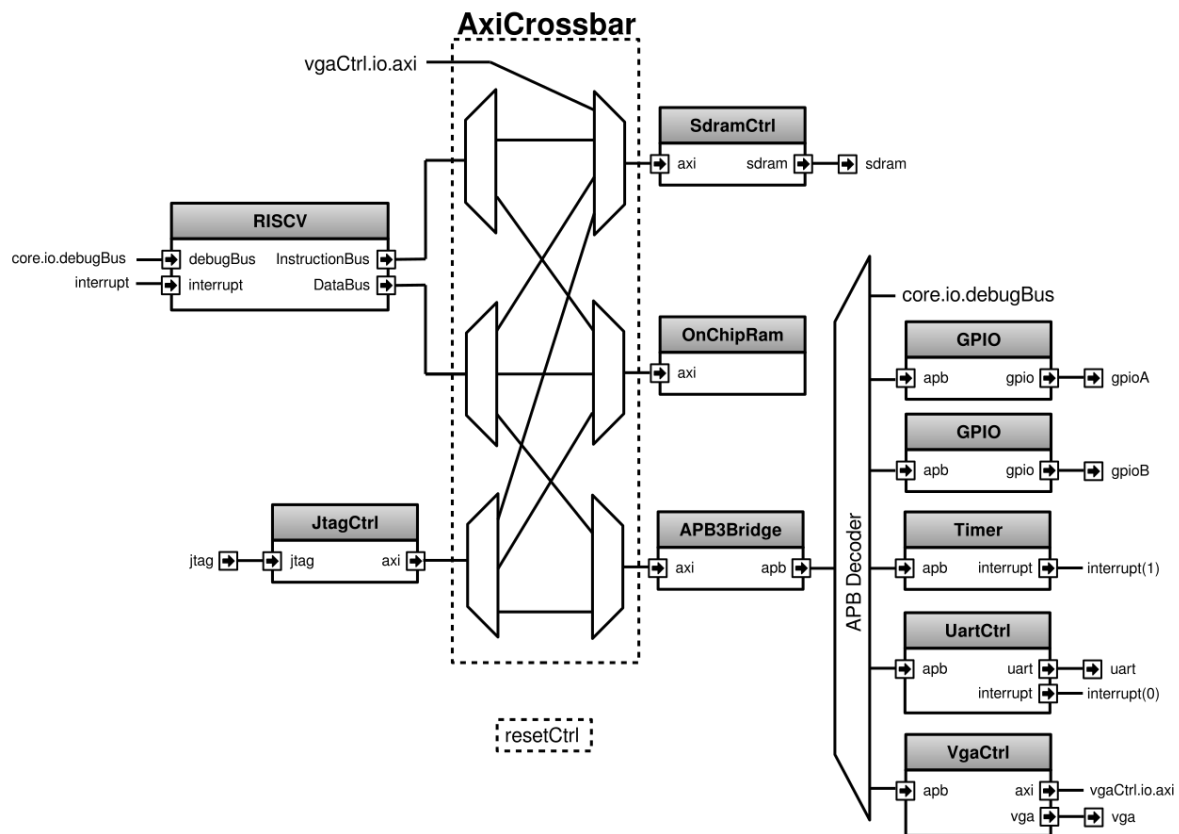 AxiCrossbar
vgaCtrl.io.axi
SdramCtrl
axi
sdram
sdram
RISCV
core.io.debugBus
debugBus
InstructionBus
interrupt
interrupt
DataBus
core.io.debugBus
OnChipRam
axi
GPIO
apb
gpio
gpioA
GPIO
apb
gpio
gpioB
JtagCtrl
jtag
jtag
axi
APB3Bridge
axi
apb
APB Decoder
Timer
apb
interrupt
interrupt(1)
UartCtrl
apb
uart
uart
interrupt
interrupt(0)
resetCtrl
VgaCtrl
apb
axi
vgaCtrl.io.axi
vga
vga